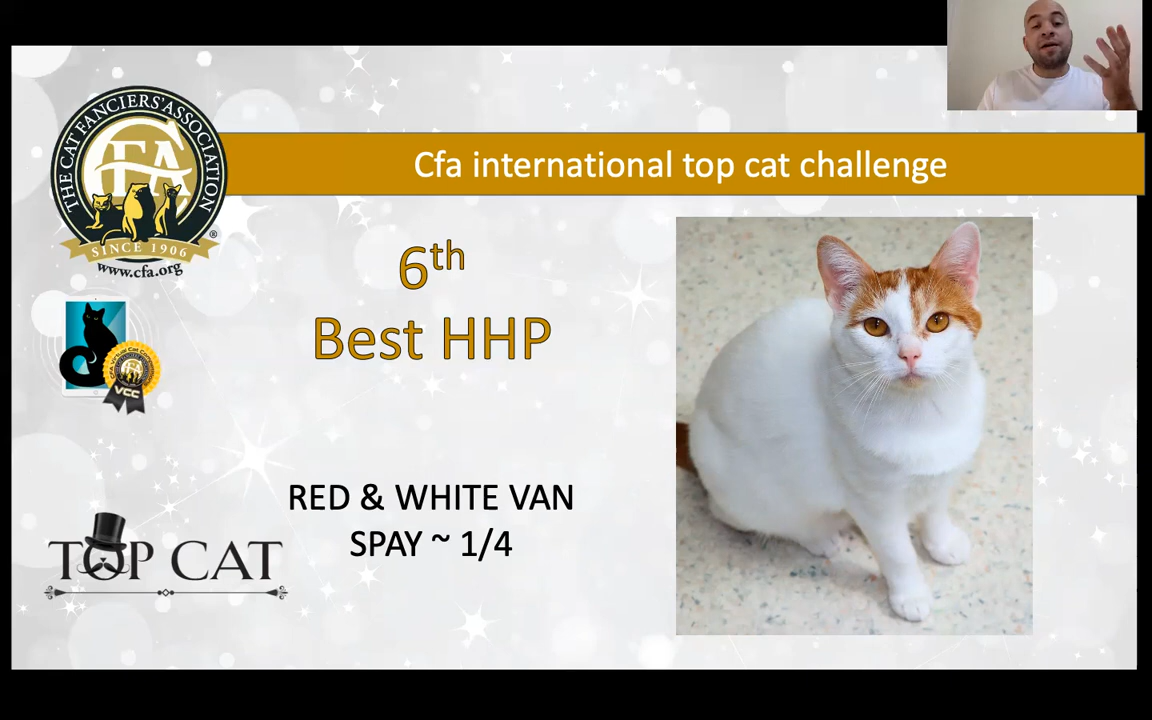 THE CAT FANCIERS' ASSOCIATION
CFA
SINCE 1906
®
www.cfa.org
Cfa international top cat challenge
6th
Best HHP
VCC
RED & WHITE VAN
SPAY ~ 1/4
TOP CAT